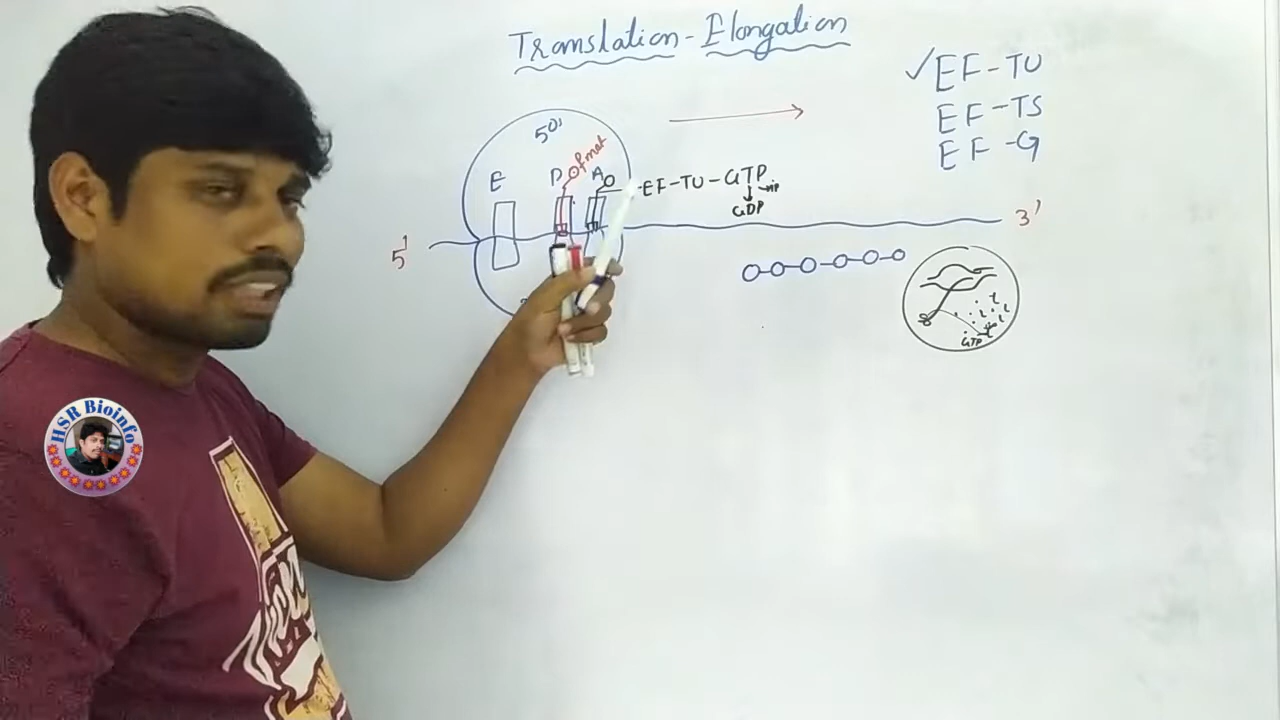 Translation - Elongation
EF-TU
EF-TS
EF-G
50s
E P A
fmet
EF-TU-GTP
GDP
5' 3'
GTP
HSR Bioinfo